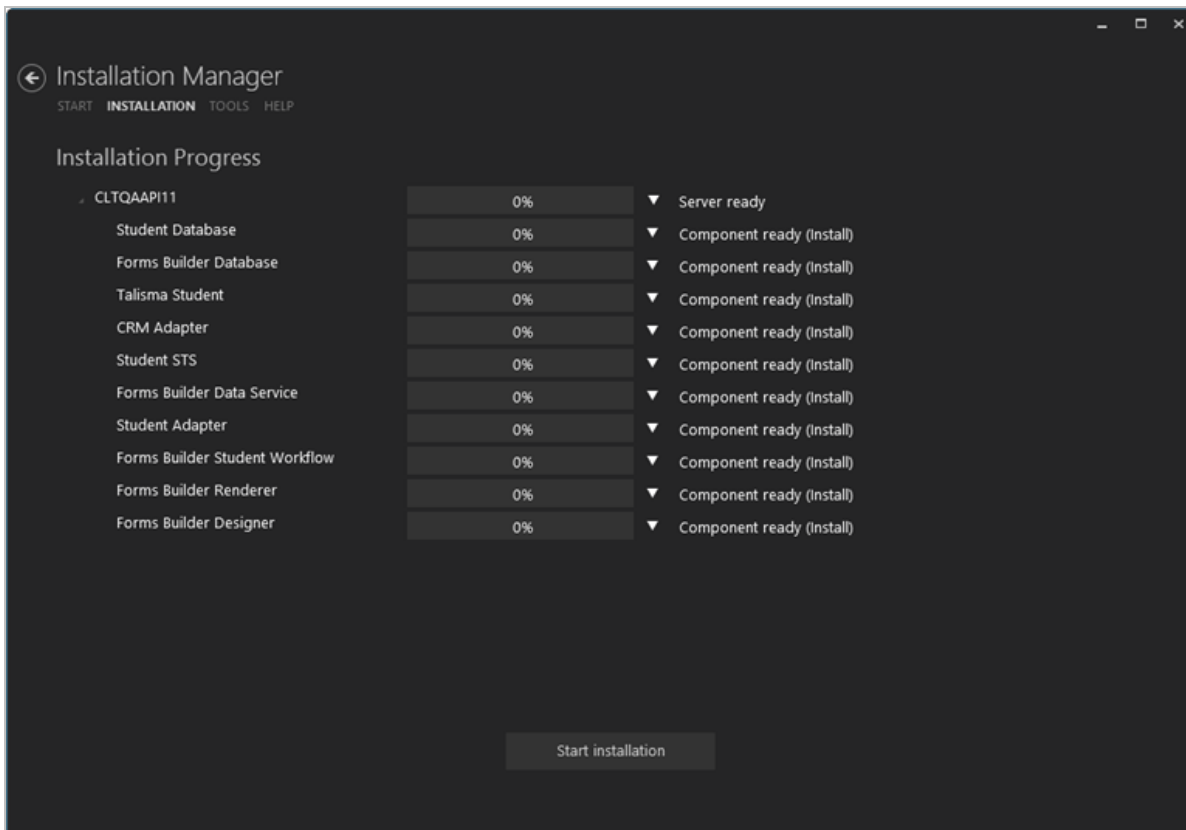 Installation Manager
START INSTALLATION TOOLS HELP
Installation Progress
CLTQAAPI11 0% Server ready
Student Database 0% Component ready (Install)
Forms Builder Database 0% Component ready (Install)
Talisma Student 0% Component ready (Install)
CRM Adapter 0% Component ready (Install)
Student STS 0% Component ready (Install)
Forms Builder Data Service 0% Component ready (Install)
Student Adapter 0% Component ready (Install)
Forms Builder Student Workflow 0% Component ready (Install)
Forms Builder Renderer 0% Component ready (Install)
Forms Builder Designer 0% Component ready (Install)
Start installation